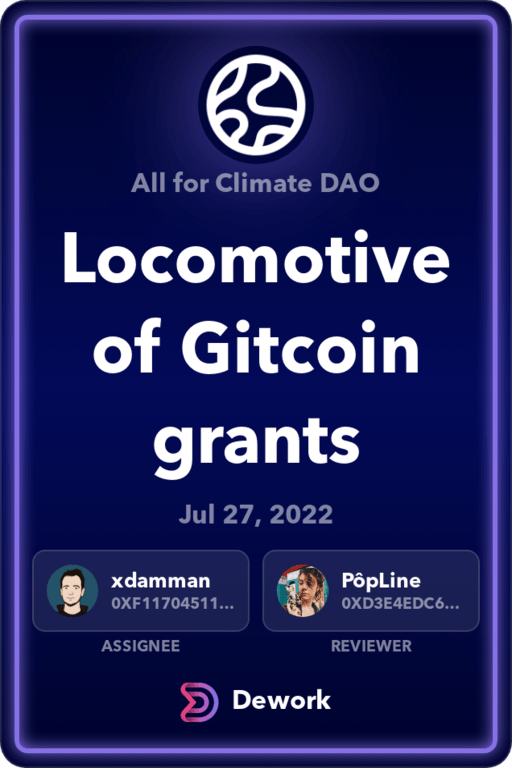 All for Climate DAO
Locomotive
of Gitcoin
grants
Jul 27, 2022
xdamman
0XF11704511...
ASSIGNEE
PôpLine
0XD3E4EDC6...
REVIEWER
Dework